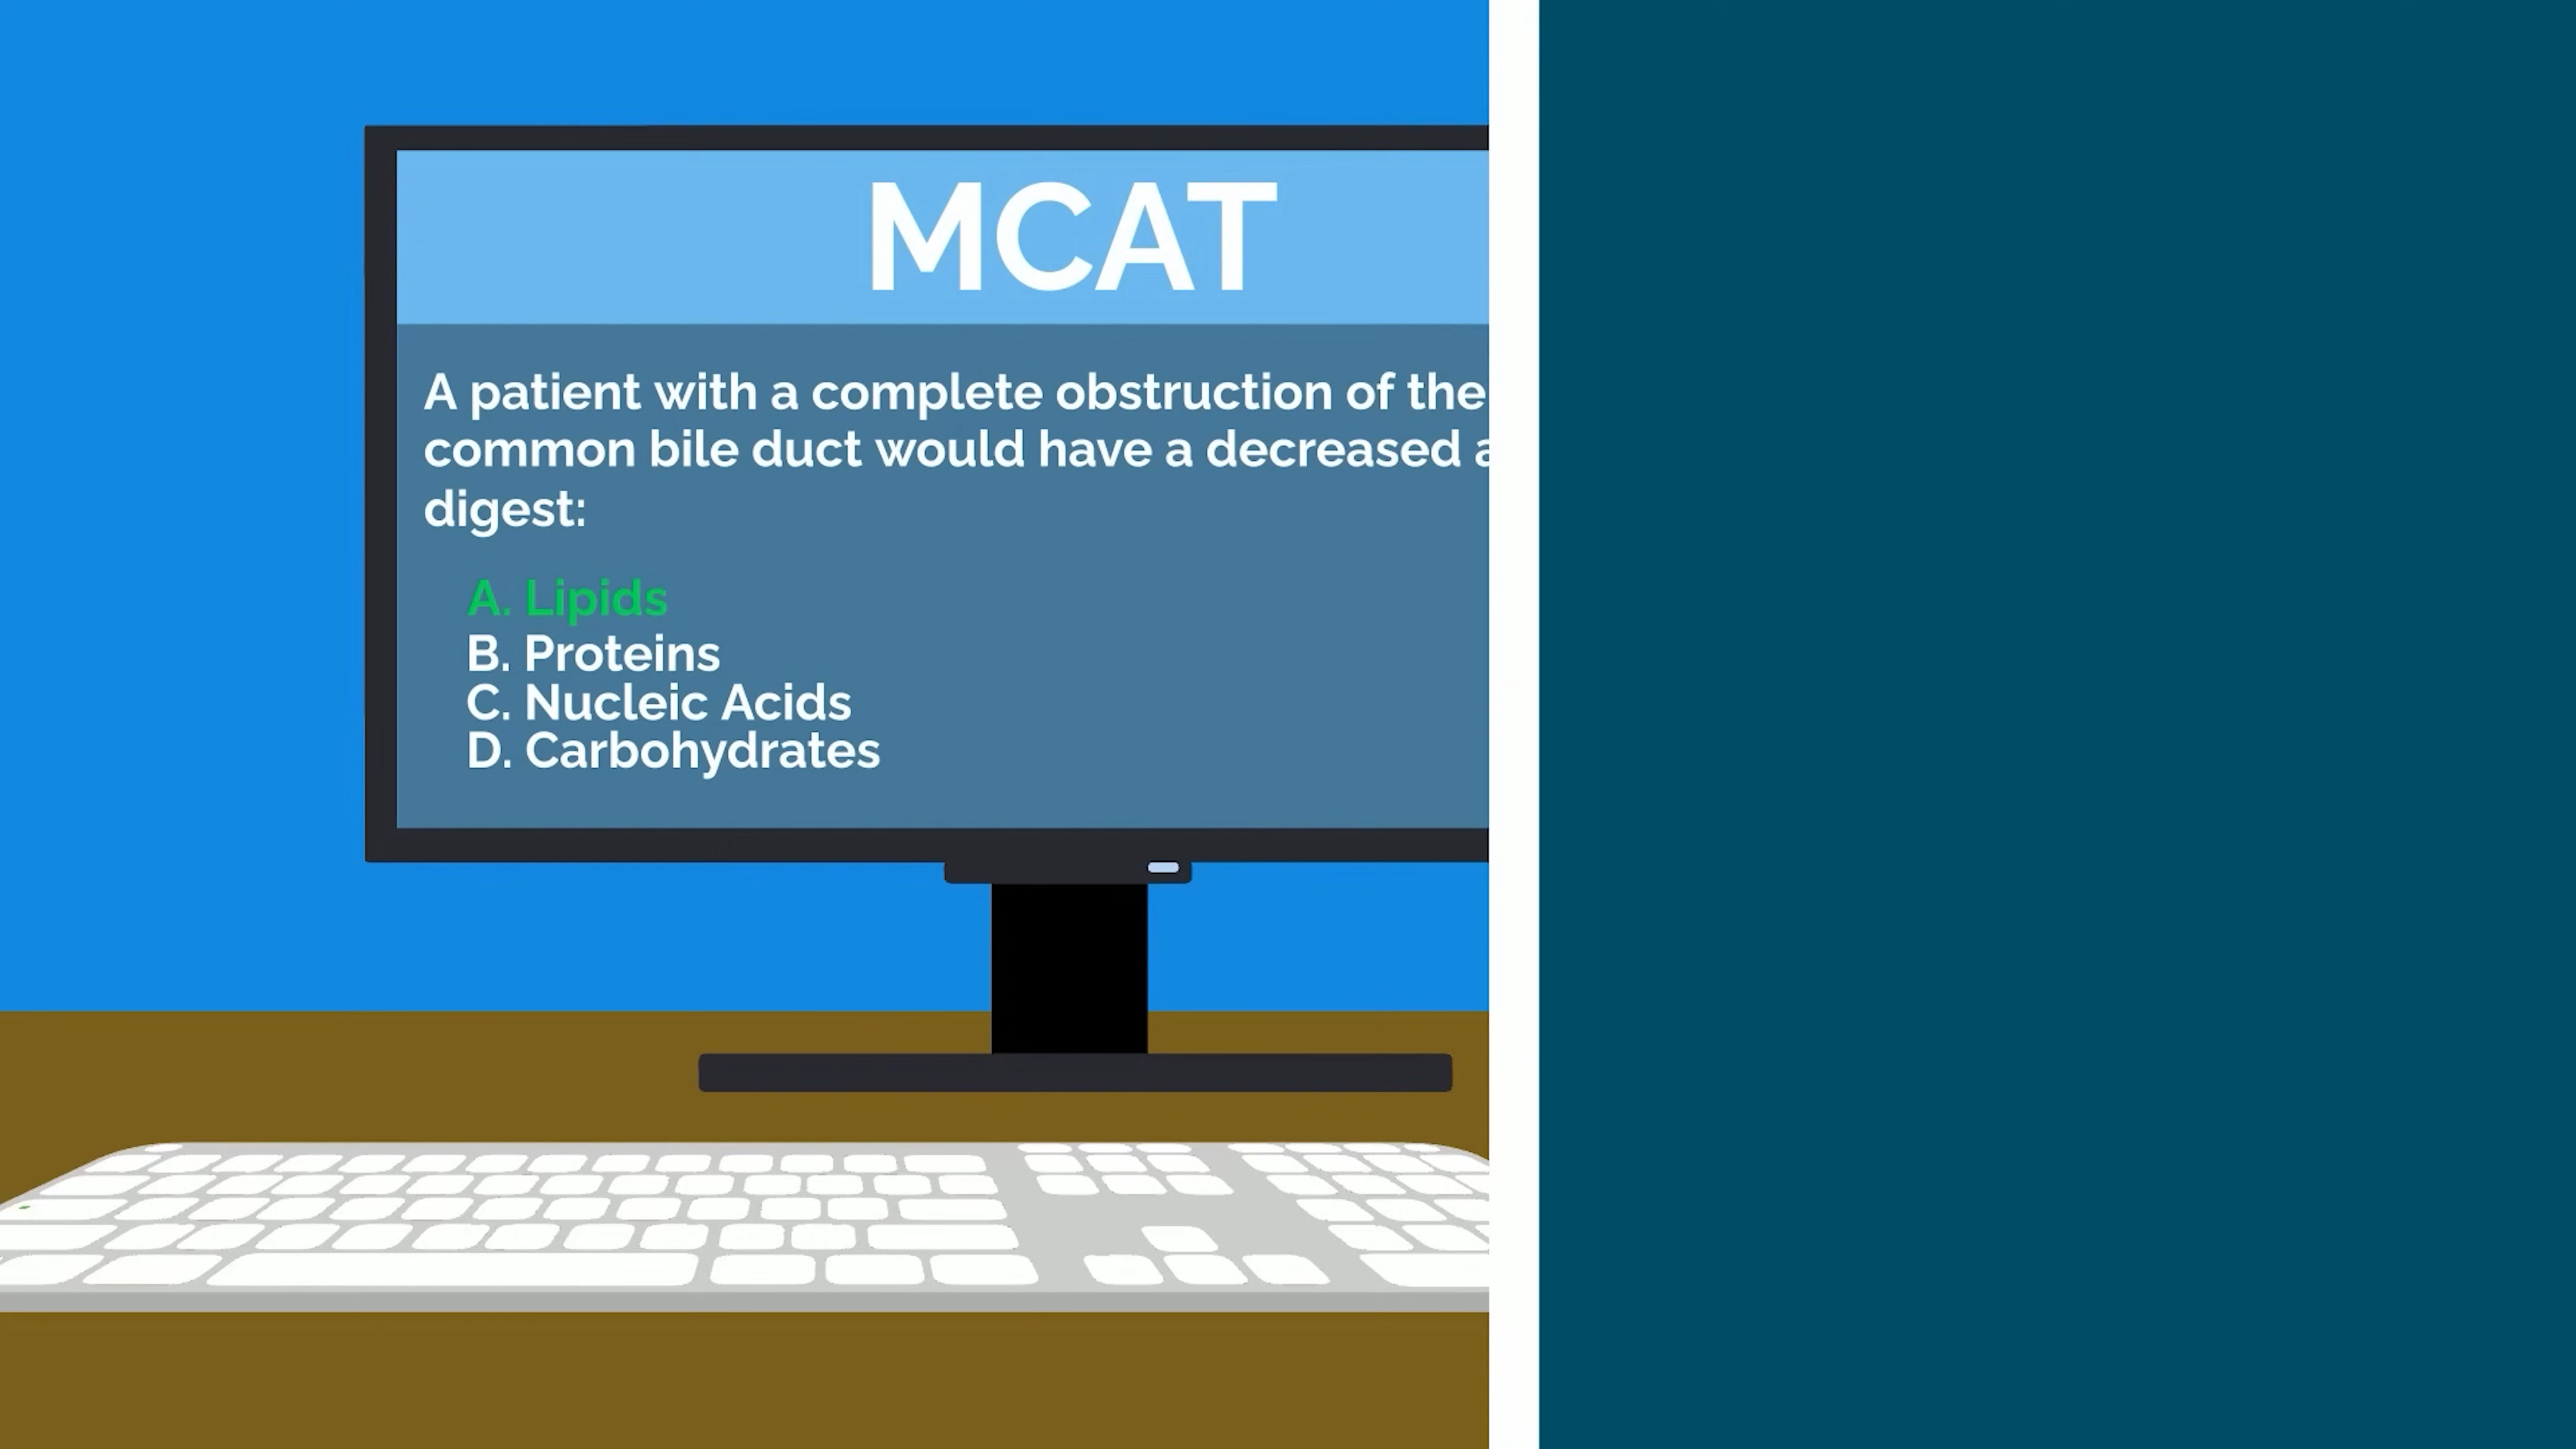 MCAT
A patient with a complete obstruction of the
common bile duct would have a decreased
digest:
A. Lipids
B. Proteins
C. Nucleic Acids
D. Carbohydrates